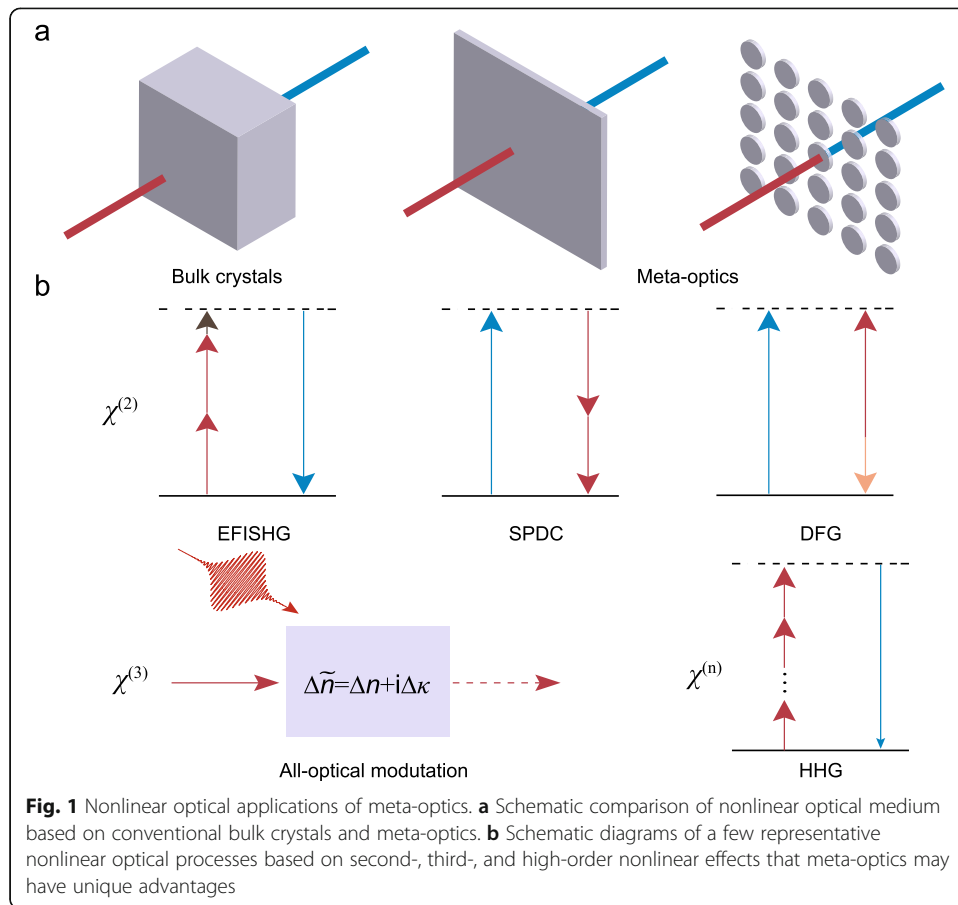 a
Bulk crystals
Meta-optics
b
χ(2)
EFISHG
SPDC
DFG
χ(3)
Δñ=Δn+iΔκ
χ(n)
All-optical modutation
HHG
Fig. 1 Nonlinear optical applications of meta-optics. a Schematic comparison of nonlinear optical medium
based on conventional bulk crystals and meta-optics. b Schematic diagrams of a few representative
nonlinear optical processes based on second-, third-, and high-order nonlinear effects that meta-optics may
have unique advantages